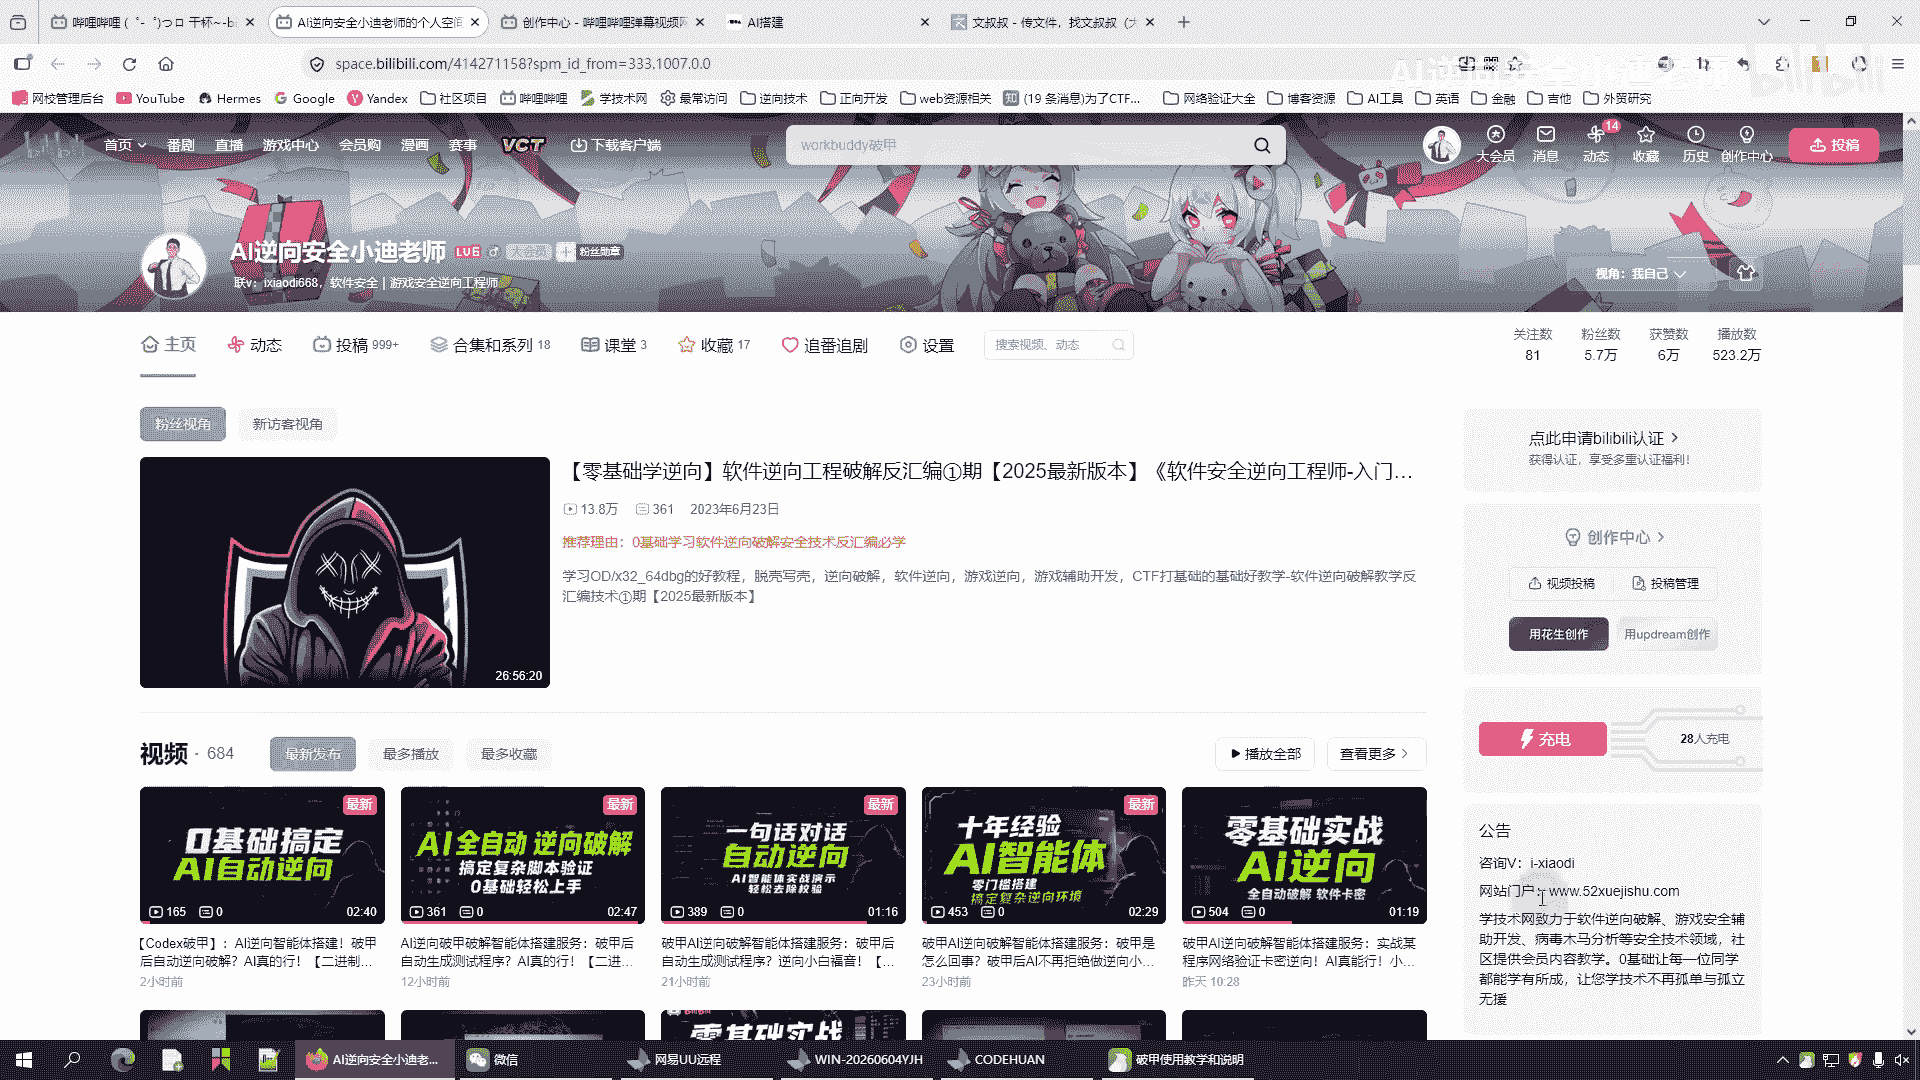 哔哩哔哩 (゜-゜)つロ 干杯~-bi
AI逆向安全小迪老师的个人空间
创作中心 - 哔哩哔哩弹幕视频网
AI搭建
文叔叔 - 传文件，找文叔叔（大
space.bilibili.com/414271158?spm_id_from=333.1007.0.0
网校管理后台
YouTube
Hermes
Google
Yandex
社区项目
哔哩哔哩
学技术网
最常访问
逆向技术
正向开发
web资源相关
(19 条消息)为了CTF...
网络验证大全
博客资源
AI工具
英语
金融
吉他
外贸研究
首页
番剧
直播
游戏中心
会员购
漫画
赛事
VCT
下载客户端
workbuddy破甲
大会员
消息
14
动态
收藏
历史
创作中心
投稿
AI逆向安全小迪老师 LV6 大会员 粉丝勋章
联v：ixiaodi668，软件安全 | 游戏安全逆向工程师
视角：我自己
主页
动态
投稿 999+
合集和系列 18
课堂 3
收藏 17
追番追剧
设置
搜索视频、动态
关注数 粉丝数 获赞数 播放数
81 5.7万 6万 523.2万
粉丝视角 新访客视角
26:56:20
【零基础学逆向】软件逆向工程破解反汇编①期【2025最新版本】《软件安全逆向工程师-入门...
13.8万 361 2023年6月23日
推荐理由：0基础学习软件逆向破解安全技术反汇编必学
学习OD/x32_64dbg的好教程，脱壳写壳，逆向破解，软件逆向，游戏逆向，游戏辅助开发，CTF打基础的基础好教学-软件逆向破解教学反
汇编技术①期【2025最新版本】
点此申请bilibili认证
获得认证，享受多重认证福利！
创作中心
视频投稿 投稿管理
用花生创作 用updream创作
充电
28人充电
视频 · 684 最新发布 最多播放 最多收藏 播放全部 查看更多
最新
0基础搞定
AI自动逆向
165 0 02:40
【Codex破甲】：AI逆向智能体搭建！破甲
后自动逆向破解？AI真的行！【二进制...
2小时前
最新
AI全自动 逆向破解
搞定复杂脚本验证
0基础轻松上手
361 0 02:47
AI逆向破甲破解智能体搭建服务：破甲后
自动生成测试程序？AI真的行！【二进...
12小时前
最新
一句话对话
自动逆向
AI智能体实战演示
轻松去除校验
389 0 01:16
破甲AI逆向破解智能体搭建服务：破甲后
自动生成测试程序？逆向小白福音！【...
21小时前
最新
十年经验
AI智能体
零门槛搭建
搞定复杂逆向环境
453 0 02:29
破甲AI逆向破解智能体搭建服务：破甲是
怎么回事？破甲后AI不再拒绝做逆向小...
23小时前
零基础实战
Ai逆向
全自动破解 软件卡密
504 0 01:19
破甲AI逆向破解智能体搭建服务：实战某
程序网络验证卡密逆向！AI真能行！小...
昨天 10:28
零基础实战
公告
咨询V：i-xiaodi
网站门户：www.52xuejishu.com
学技术网致力于软件逆向破解、游戏安全辅
助开发、病毒木马分析等安全技术领域，社
区提供会员内容教学。0基础让每一位同学
都能学有所成，让您学技术不再孤单与孤立
无援
AI逆向安全小迪老...
微信
网易UU远程
WIN-20260604YJH
CODEHUAN
破甲使用教学和说明